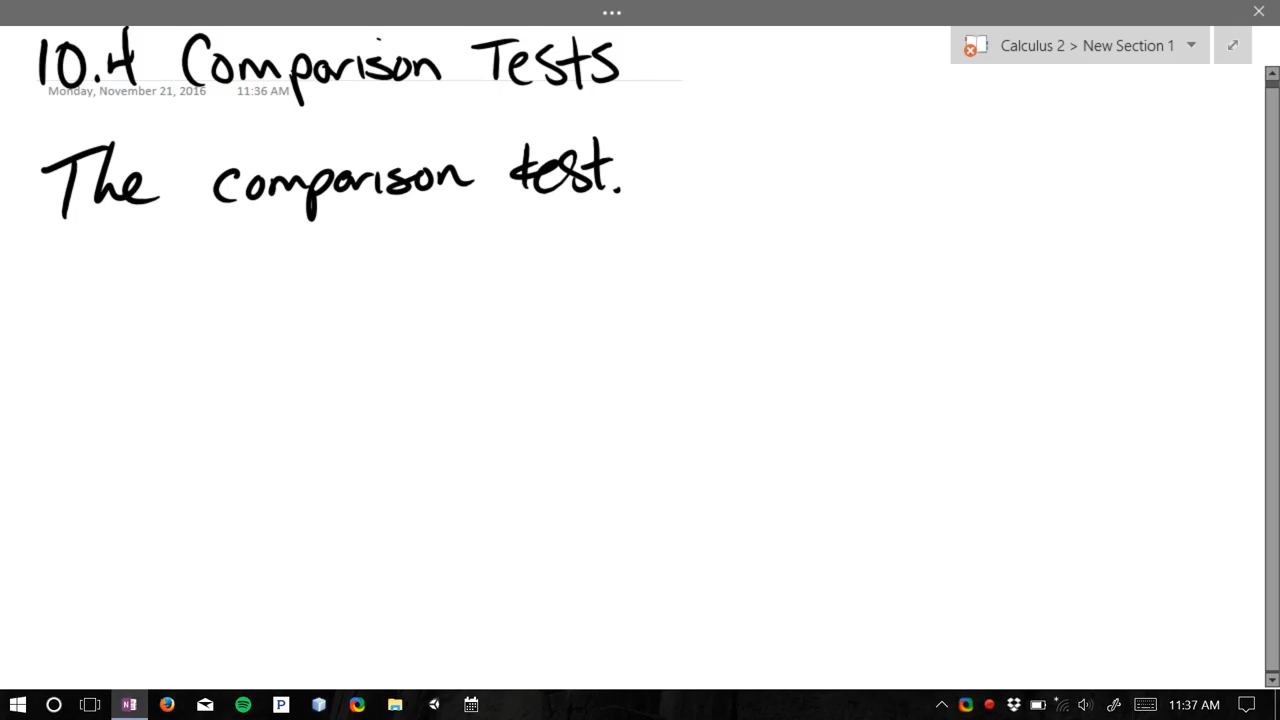 Calculus 2 > New Section 1
10.4 Comparison Tests
Monday, November 21, 2016 11:36 AM
The comparison test.
11:37 AM